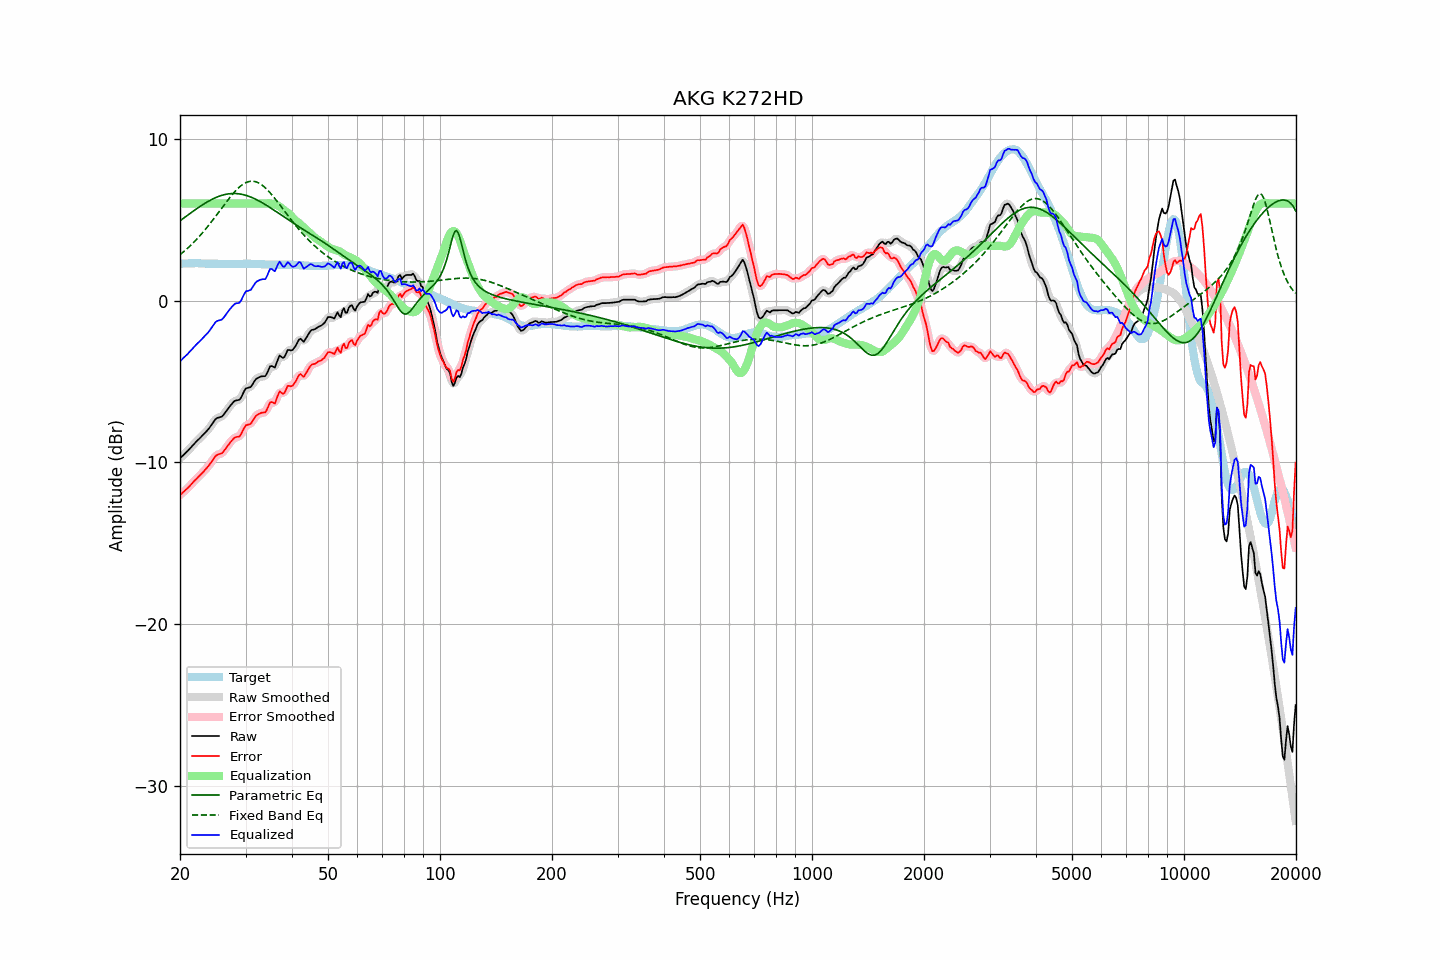 AKG K272HD
10
0
−10
−20
−30
Amplitude (dBr)
Target
Raw Smoothed
Error Smoothed
Raw
Error
Equalization
Parametric Eq
Fixed Band Eq
Equalized
20 50 100 200 500 1000 2000 5000 10000 20000
Frequency (Hz)